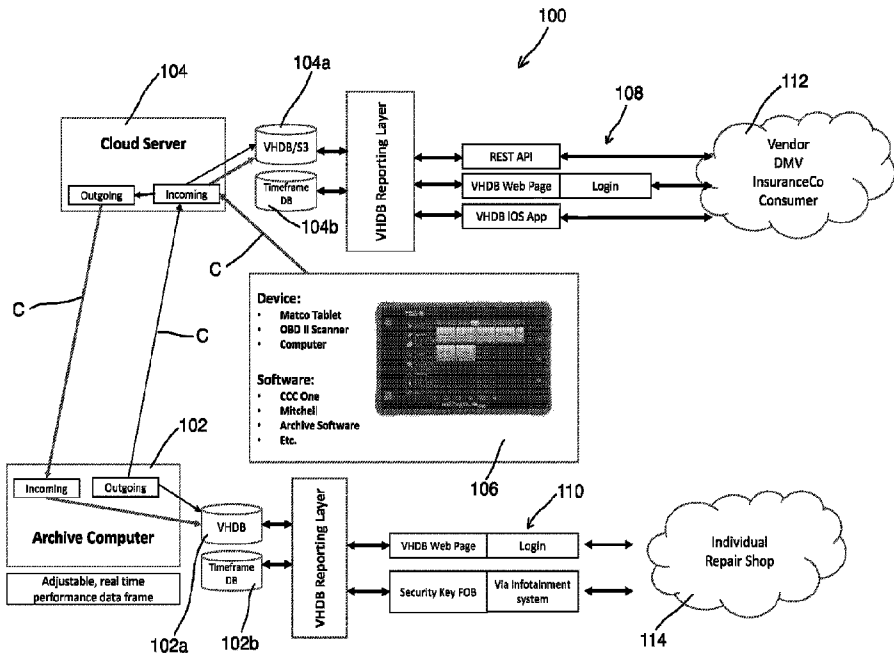 100
104
104a
Cloud Server
VHDB/S3
Outgoing
Incoming
Timeframe
DB
104b
VHDB Reporting Layer
108
REST API
VHDB Web Page
Login
VHDB iOS App
112
Vendor
DMV
InsuranceCo
Consumer
C
C
C
Device:
• Matco Tablet
• OBD II Scanner
• Computer
Software:
• CCC One
• Mitchell
• Archive Software
• Etc.
106
102
Incoming
Outgoing
Archive Computer
Adjustable, real time
performance data frame
VHDB
Timeframe
DB
102a
102b
VHDB Reporting Layer
110
VHDB Web Page
Login
Security Key FOB
Via Infotainment
system
Individual
Repair Shop
114